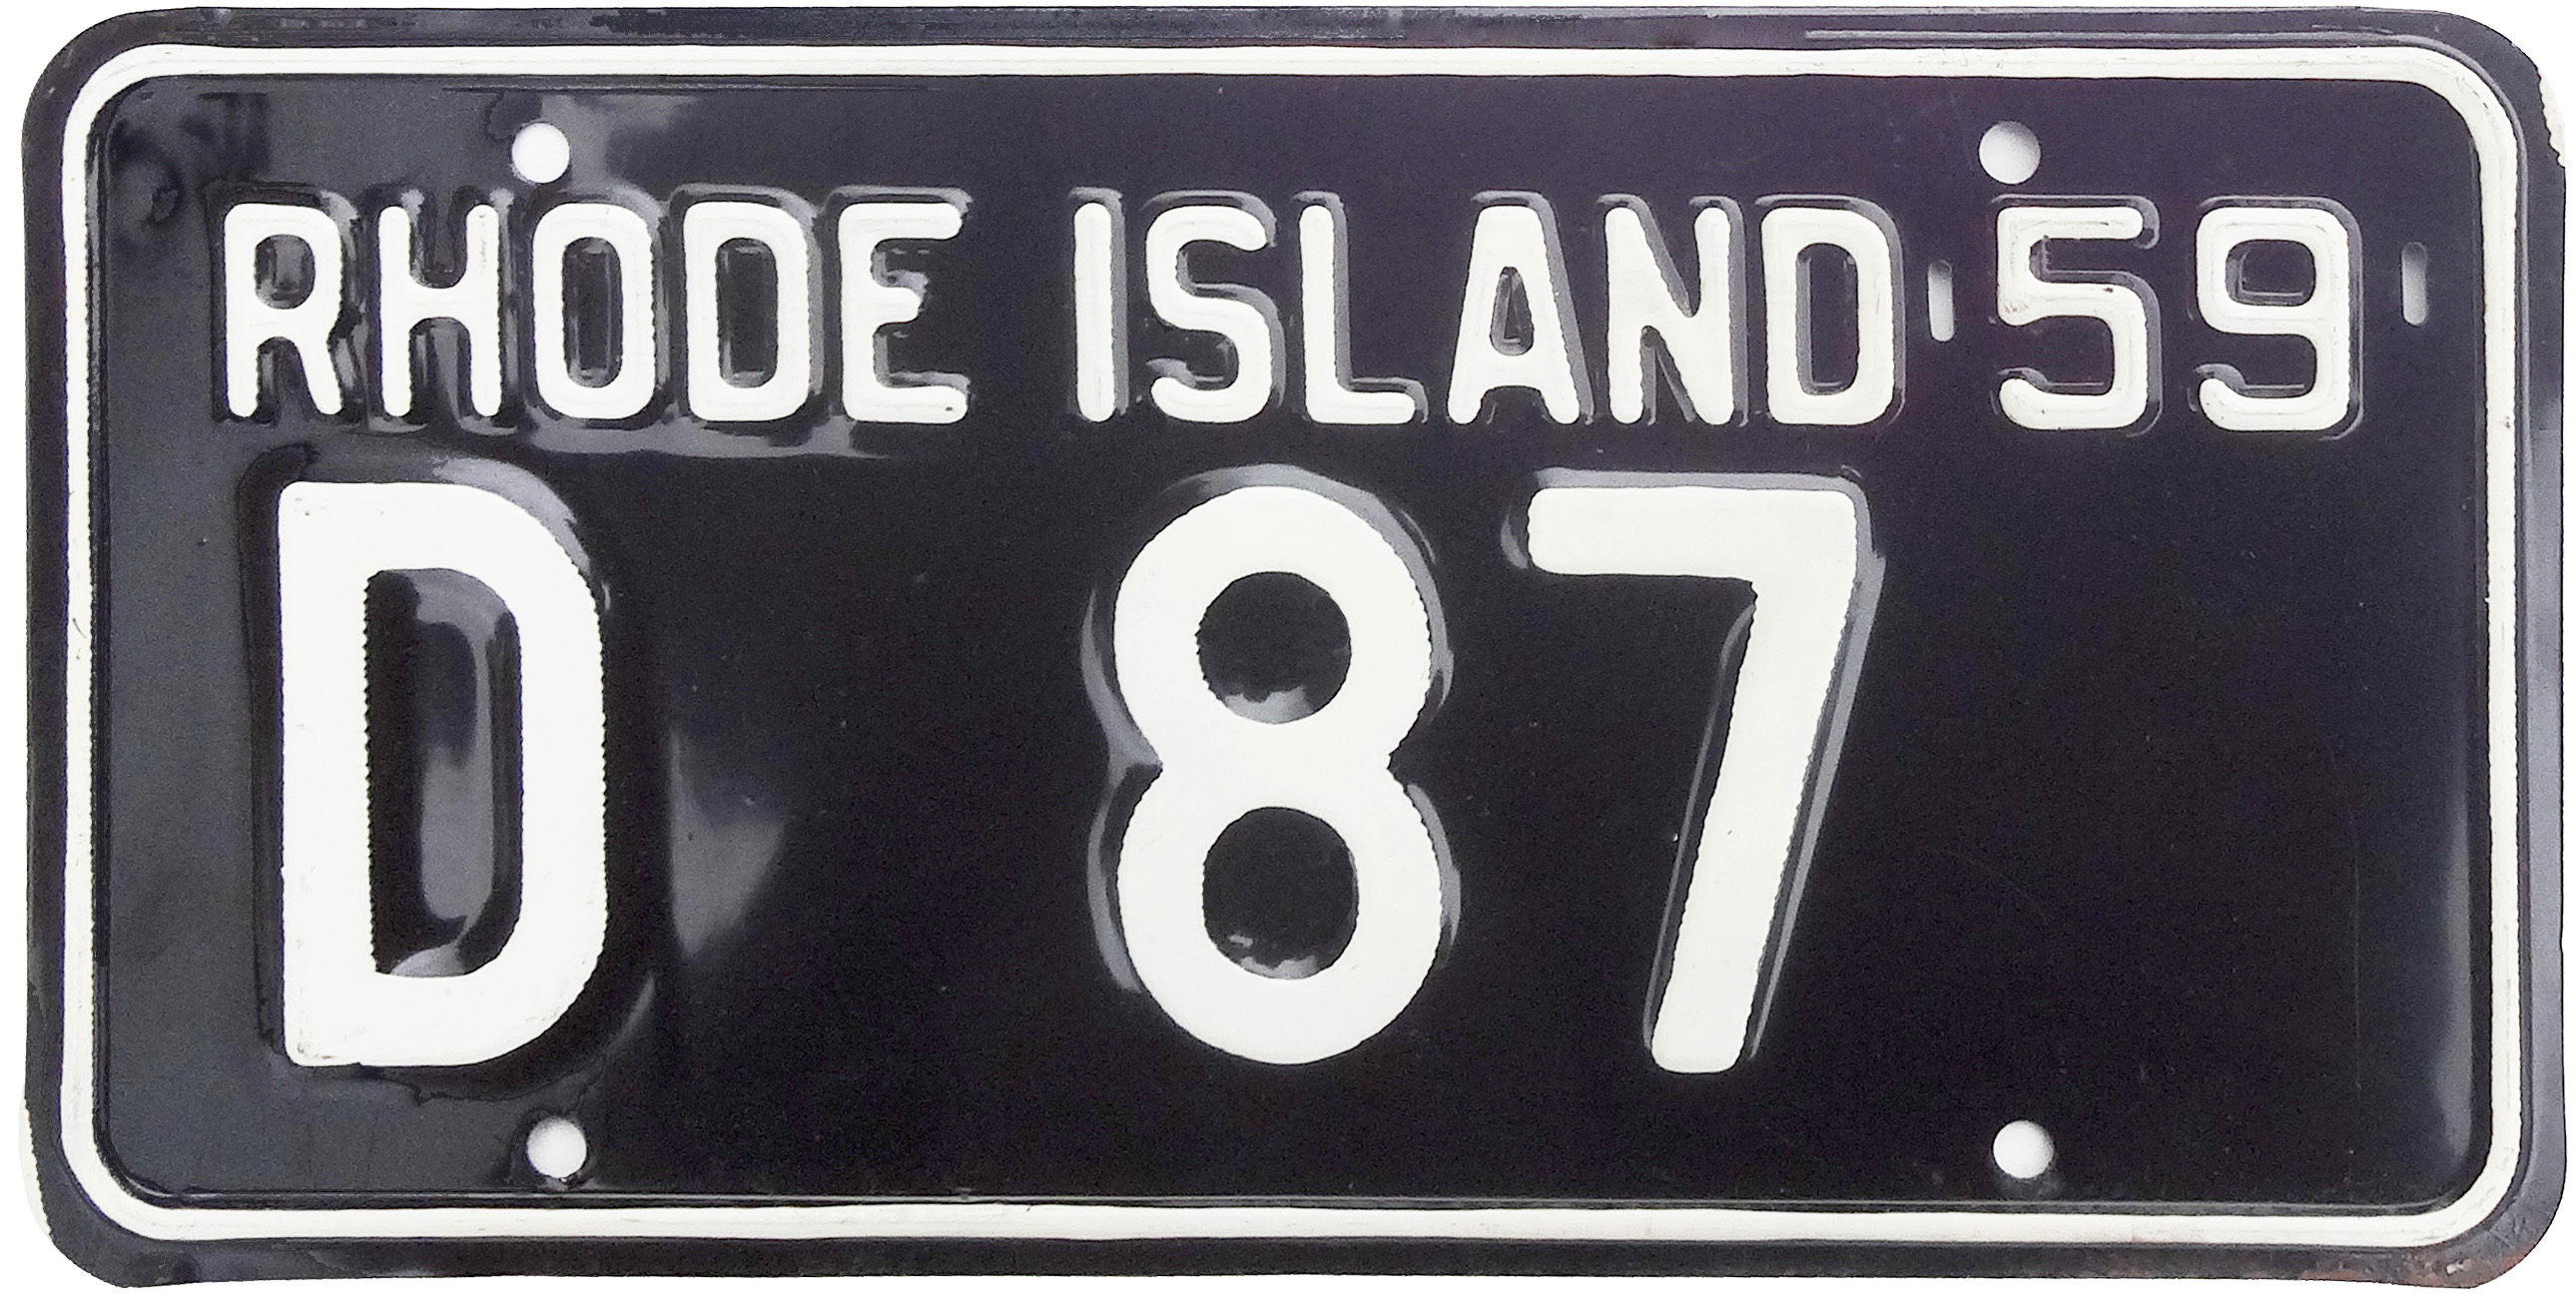 RHODE ISLAND 59
D 87